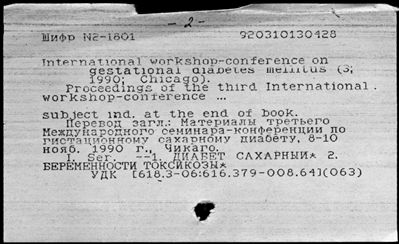 - 2 -
Шифр N2-1801 920310130428
International workshop-conference on
gestational diabetes mellitus (3;
1990; Chicago).
Proceedings of the third International
workshop-conference ...
subject ind. at the end of book.
Перевод загл.: Материалы третьего
Международного семинара-конференции по
гистационному сахарному диабету, 8-10
нояб. 1990 г., Чикаго.
I. Ser. --1. ДИАБЕТ САХАРНЫЙ* 2.
БЕРЕМЕННОСТИ ТОКСИКОЗЫ*
УДК [618.3-06:616.379-008.64](063)